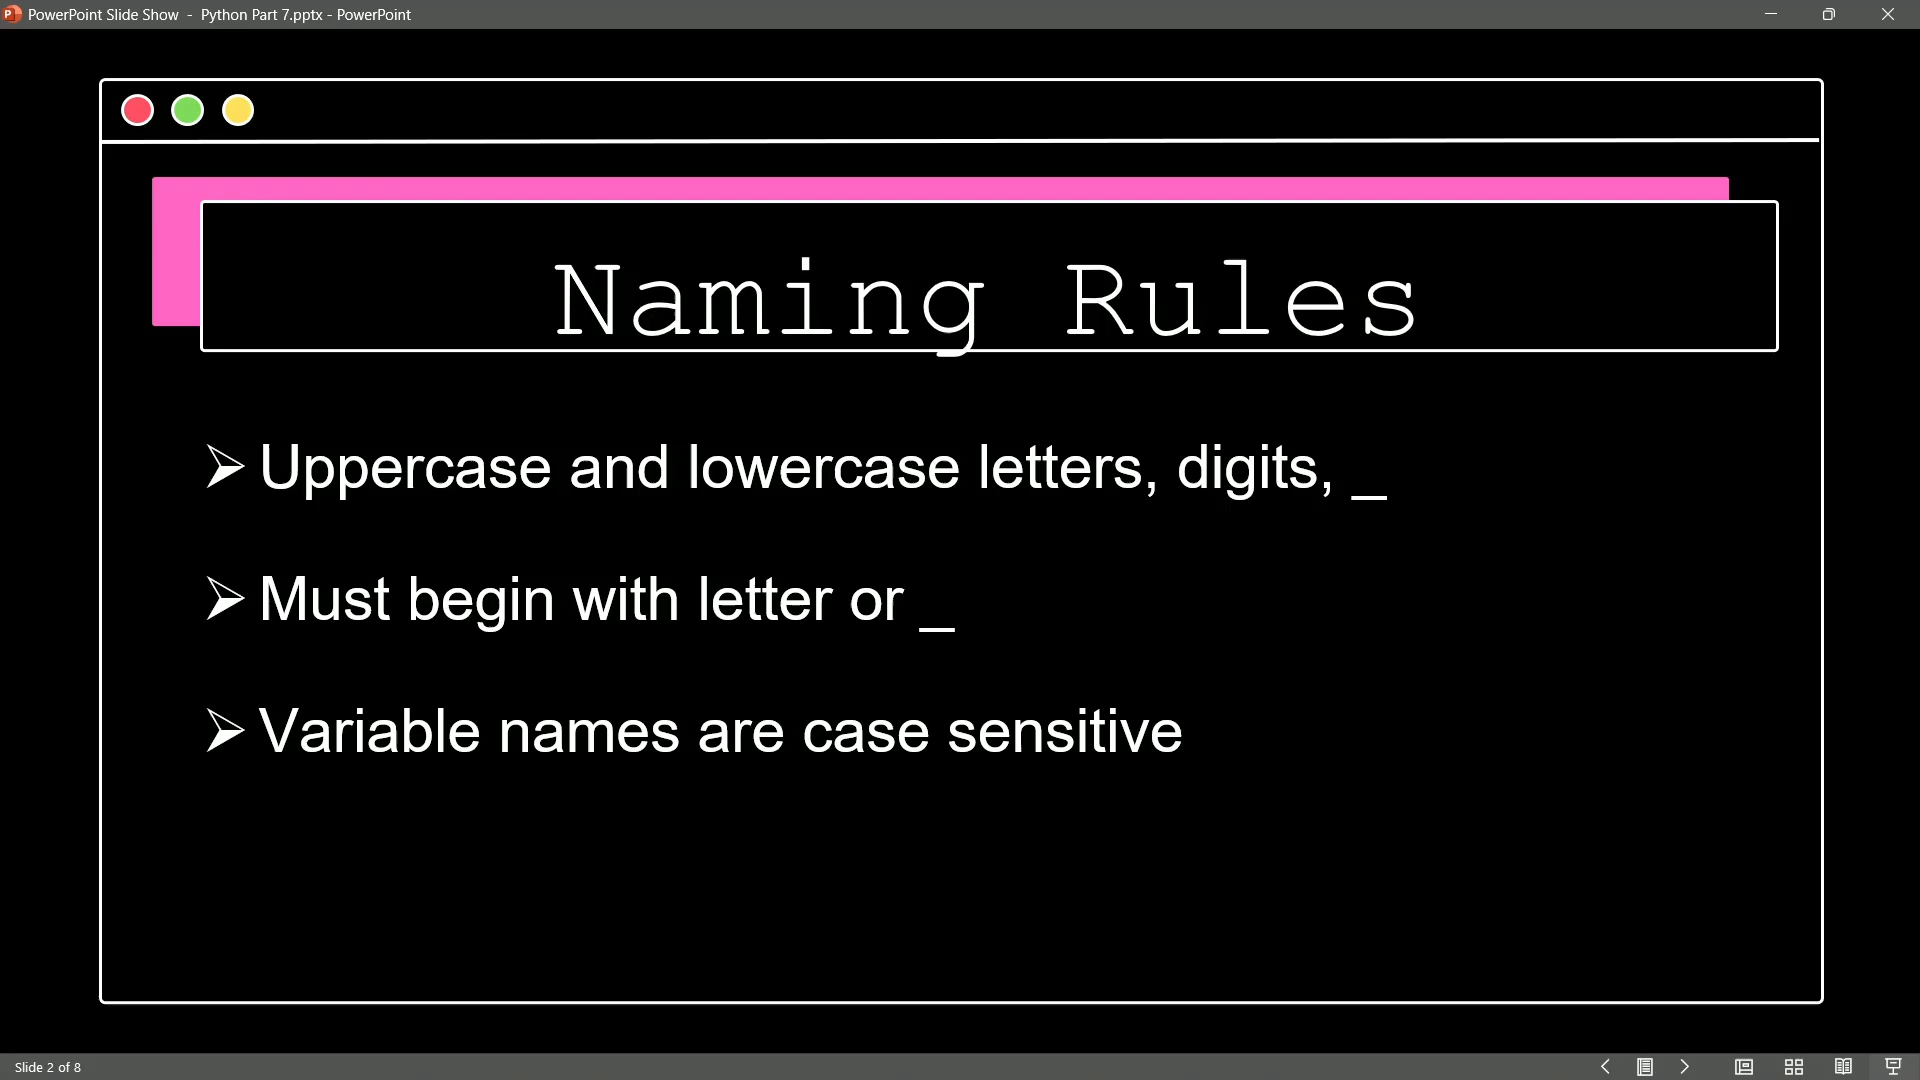 PowerPoint Slide Show - Python Part 7.pptx - PowerPoint
Naming Rules
➢ Uppercase and lowercase letters, digits, _
➢ Must begin with letter or _
➢ Variable names are case sensitive
Slide 2 of 8